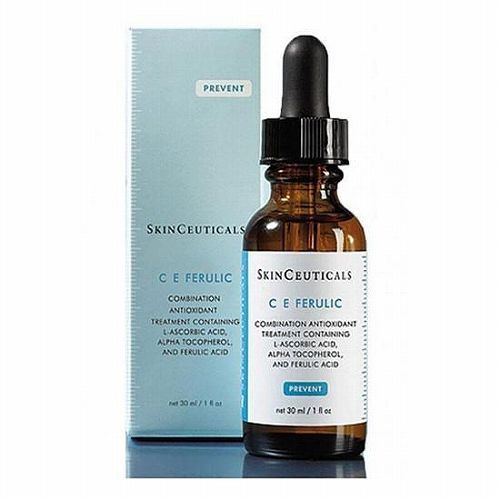 PREVENT
SKINCEUTICALS
C E FERULIC
COMBINATION
ANTIOXIDANT
TREATMENT CONTAINING
L-ASCORBIC ACID,
ALPHA TOCOPHEROL,
AND FERULIC ACID
net 30 ml / 1 fl oz
SKINCEUTICALS
C E FERULIC
COMBINATION ANTIOXIDANT
TREATMENT CONTAINING
L-ASCORBIC ACID,
ALPHA TOCOPHEROL,
AND FERULIC ACID
PREVENT
net 30 ml / 1 fl oz